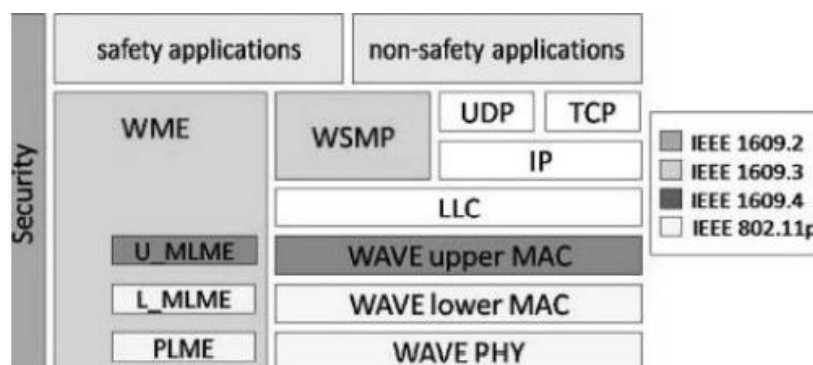 Security
safety applications
non-safety applications
WME
WSMP
UDP
TCP
IP
LLC
U_MLME
WAVE upper MAC
L_MLME
WAVE lower MAC
PLME
WAVE PHY
IEEE 1609.2
IEEE 1609.3
IEEE 1609.4
IEEE 802.11p